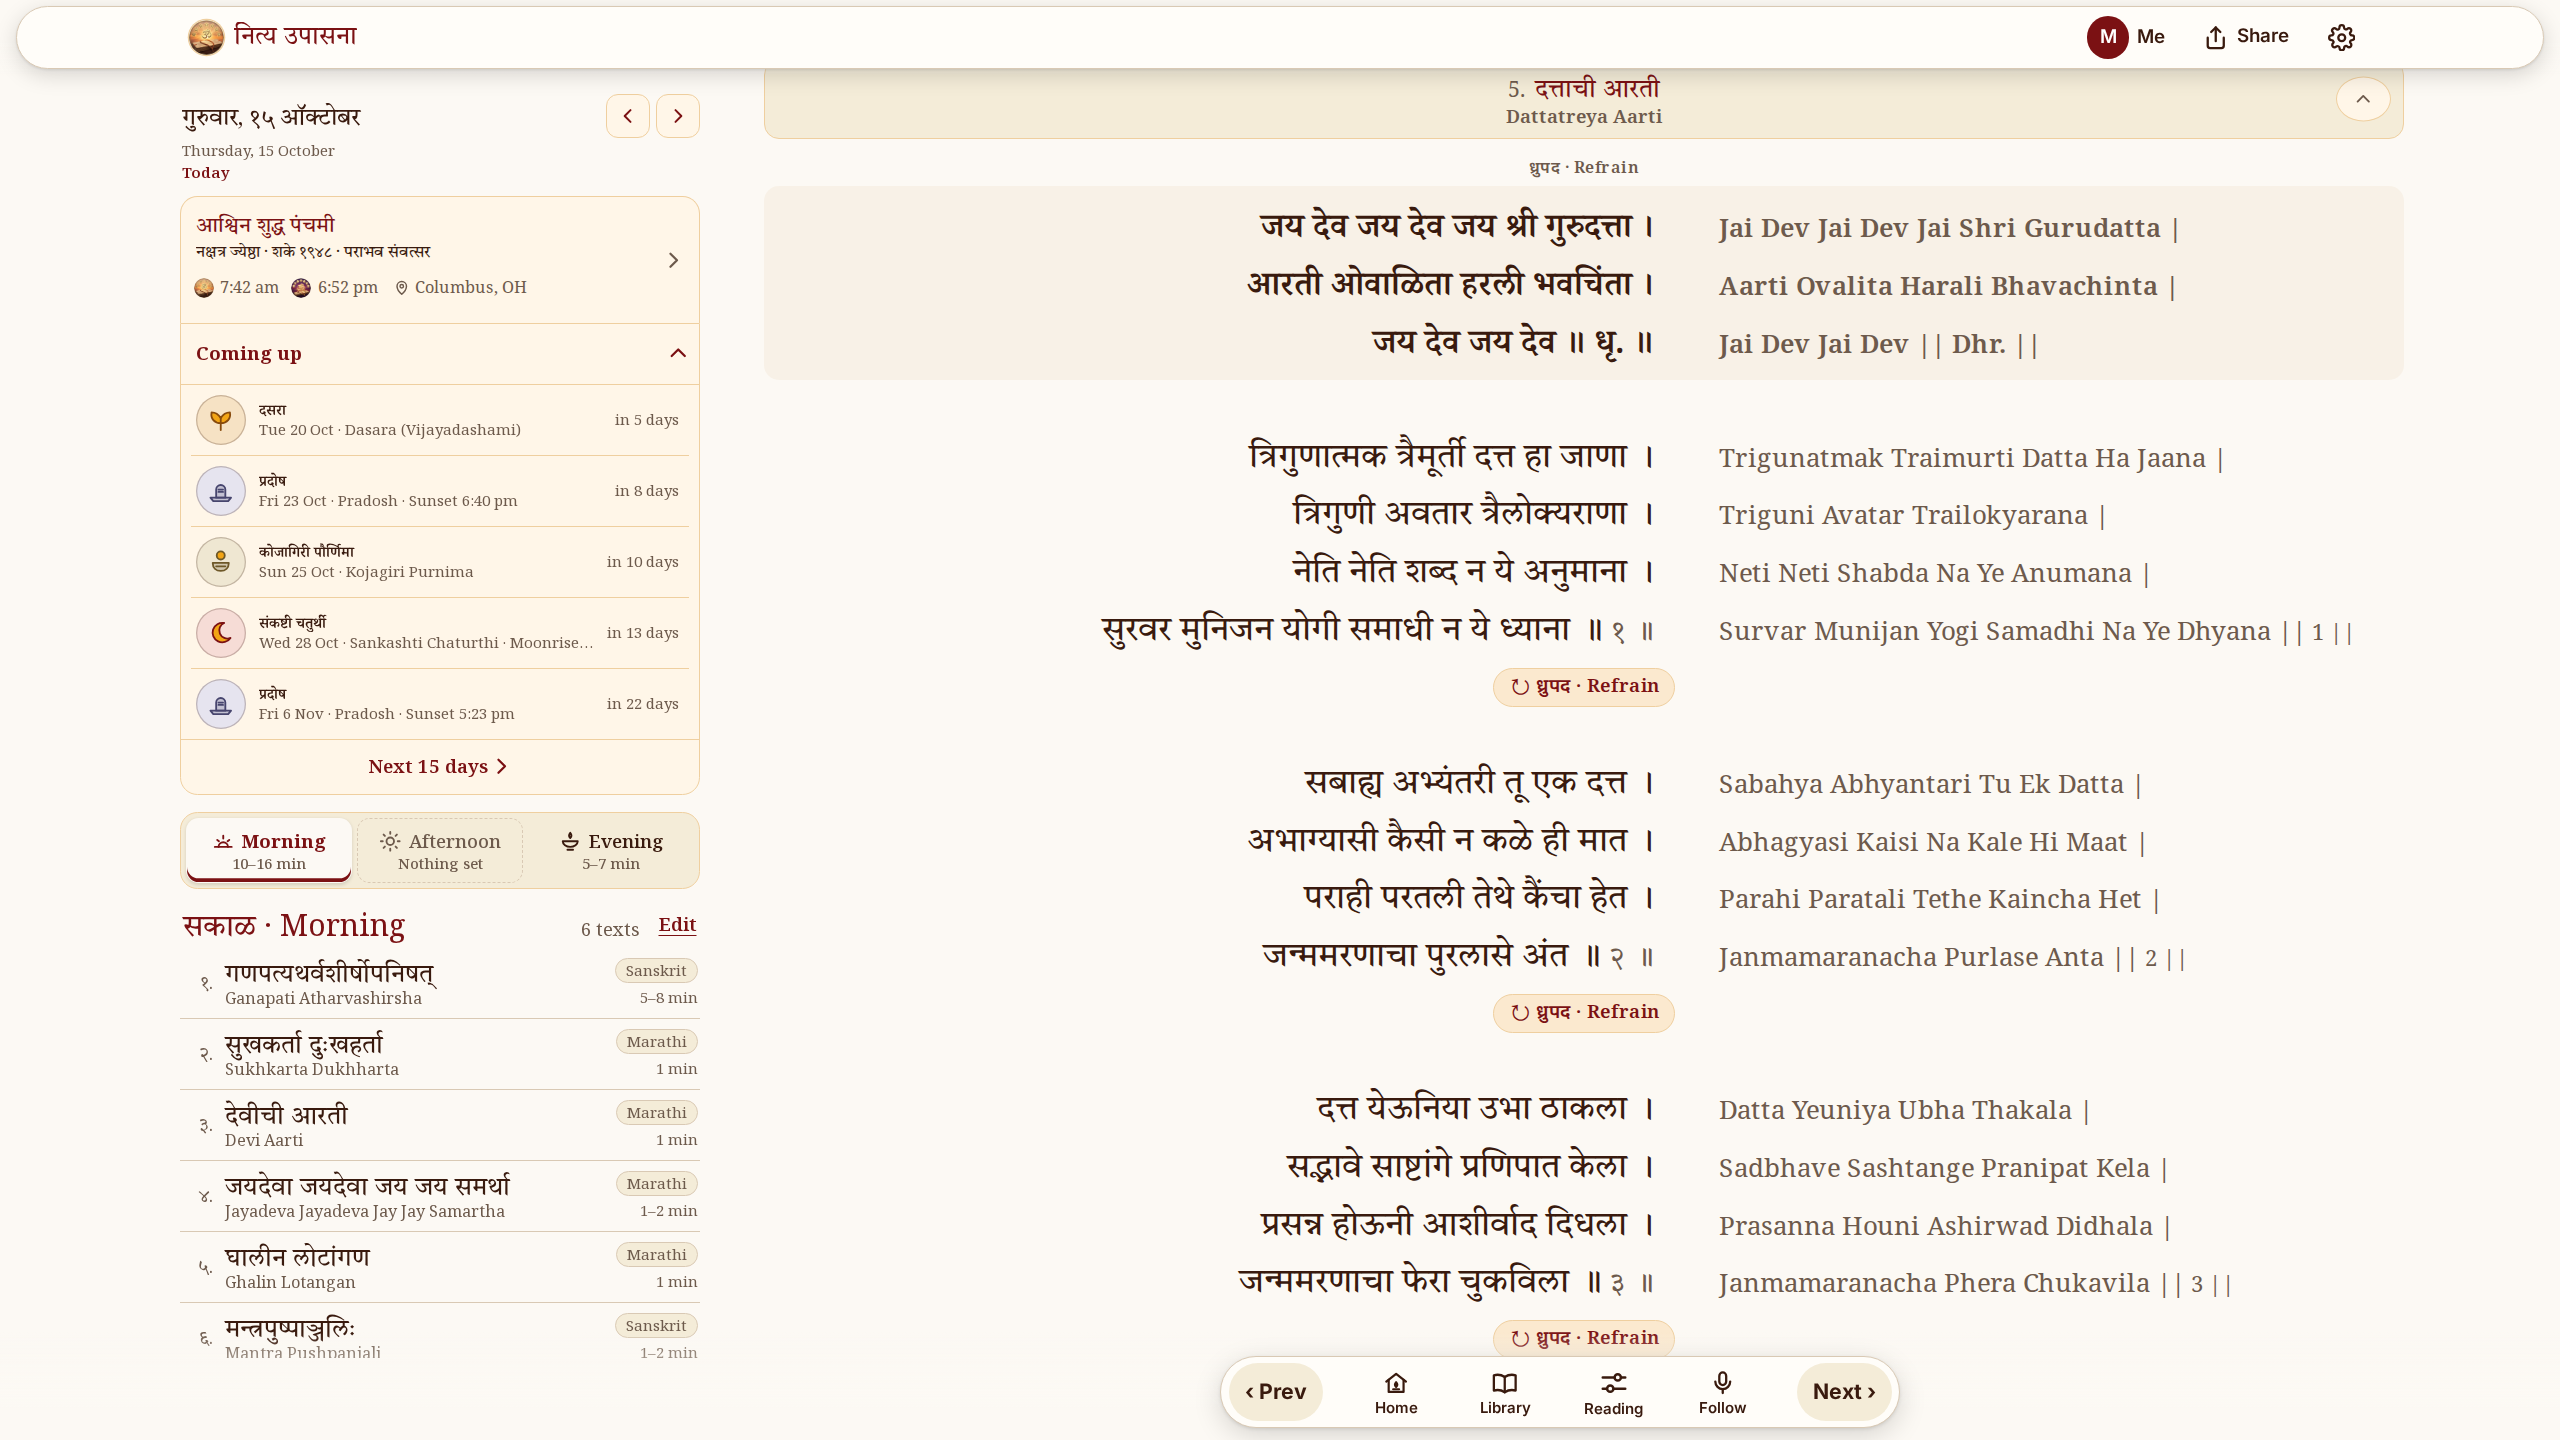 नित्य उपासना
M Me
Share
गुरुवार, १५ ऑक्टोबर
Thursday, 15 October
Today
आश्विन शुद्ध पंचमी
नक्षत्र ज्येष्ठा · शके १९४८ · पराभव संवत्सर
7:42 am 6:52 pm Columbus, OH
Coming up
दसरा
Tue 20 Oct · Dasara (Vijayadashami)
in 5 days
प्रदोष
Fri 23 Oct · Pradosh · Sunset 6:40 pm
in 8 days
कोजागिरी पौर्णिमा
Sun 25 Oct · Kojagiri Purnima
in 10 days
संकष्टी चतुर्थी
Wed 28 Oct · Sankashti Chaturthi · Moonrise…
in 13 days
प्रदोष
Fri 6 Nov · Pradosh · Sunset 5:23 pm
in 22 days
Next 15 days
Morning
10–16 min
Afternoon
Nothing set
Evening
5–7 min
सकाळ · Morning
6 texts Edit
१. गणपत्यथर्वशीर्षोपनिषत्
Ganapati Atharvashirsha
Sanskrit
5–8 min
२. सुखकर्ता दुःखहर्ता
Sukhkarta Dukhharta
Marathi
1 min
३. देवीची आरती
Devi Aarti
Marathi
1 min
४. जयदेवा जयदेवा जय जय समर्था
Jayadeva Jayadeva Jay Jay Samartha
Marathi
1–2 min
५. घालीन लोटांगण
Ghalin Lotangan
Marathi
1 min
६. मन्त्रपुष्पाञ्जलिः
Mantra Pushpanjali
Sanskrit
1–2 min
5. दत्ताची आरती
Dattatreya Aarti
ध्रुपद · Refrain
जय देव जय देव जय श्री गुरुदत्ता ।
Jai Dev Jai Dev Jai Shri Gurudatta |
आरती ओवाळिता हरली भवचिंता ।
Aarti Ovalita Harali Bhavachinta |
जय देव जय देव ॥ धृ. ॥
Jai Dev Jai Dev || Dhr. ||
त्रिगुणात्मक त्रैमूर्ती दत्त हा जाणा ।
Trigunatmak Traimurti Datta Ha Jaana |
त्रिगुणी अवतार त्रैलोक्यराणा ।
Triguni Avatar Trailokyarana |
नेति नेति शब्द न ये अनुमाना ।
Neti Neti Shabda Na Ye Anumana |
सुरवर मुनिजन योगी समाधी न ये ध्याना ॥ १ ॥
Survar Munijan Yogi Samadhi Na Ye Dhyana || 1 ||
ध्रुपद · Refrain
सबाह्य अभ्यंतरी तू एक दत्त ।
Sabahya Abhyantari Tu Ek Datta |
अभाग्यासी कैसी न कळे ही मात ।
Abhagyasi Kaisi Na Kale Hi Maat |
पराही परतली तेथे कैंचा हेत ।
Parahi Paratali Tethe Kaincha Het |
जन्ममरणाचा पुरलासे अंत ॥ २ ॥
Janmamaranacha Purlase Anta || 2 ||
ध्रुपद · Refrain
दत्त येऊनिया उभा ठाकला ।
Datta Yeuniya Ubha Thakala |
सद्भावे साष्टांगे प्रणिपात केला ।
Sadbhave Sashtange Pranipat Kela |
प्रसन्न होऊनी आशीर्वाद दिधला ।
Prasanna Houni Ashirwad Didhala |
जन्ममरणाचा फेरा चुकविला ॥ ३ ॥
Janmamaranacha Phera Chukavila || 3 ||
ध्रुपद · Refrain
‹ Prev
Home
Library
Reading
Follow
Next ›